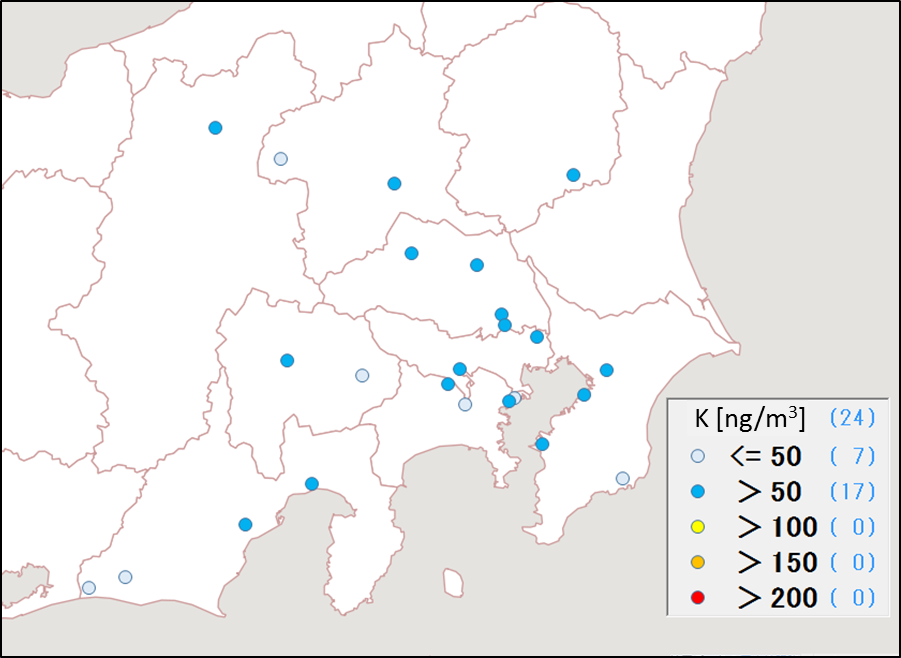 K [ng/m³] (24)
<= 50 ( 7)
> 50 (17)
> 100 ( 0)
> 150 ( 0)
> 200 ( 0)